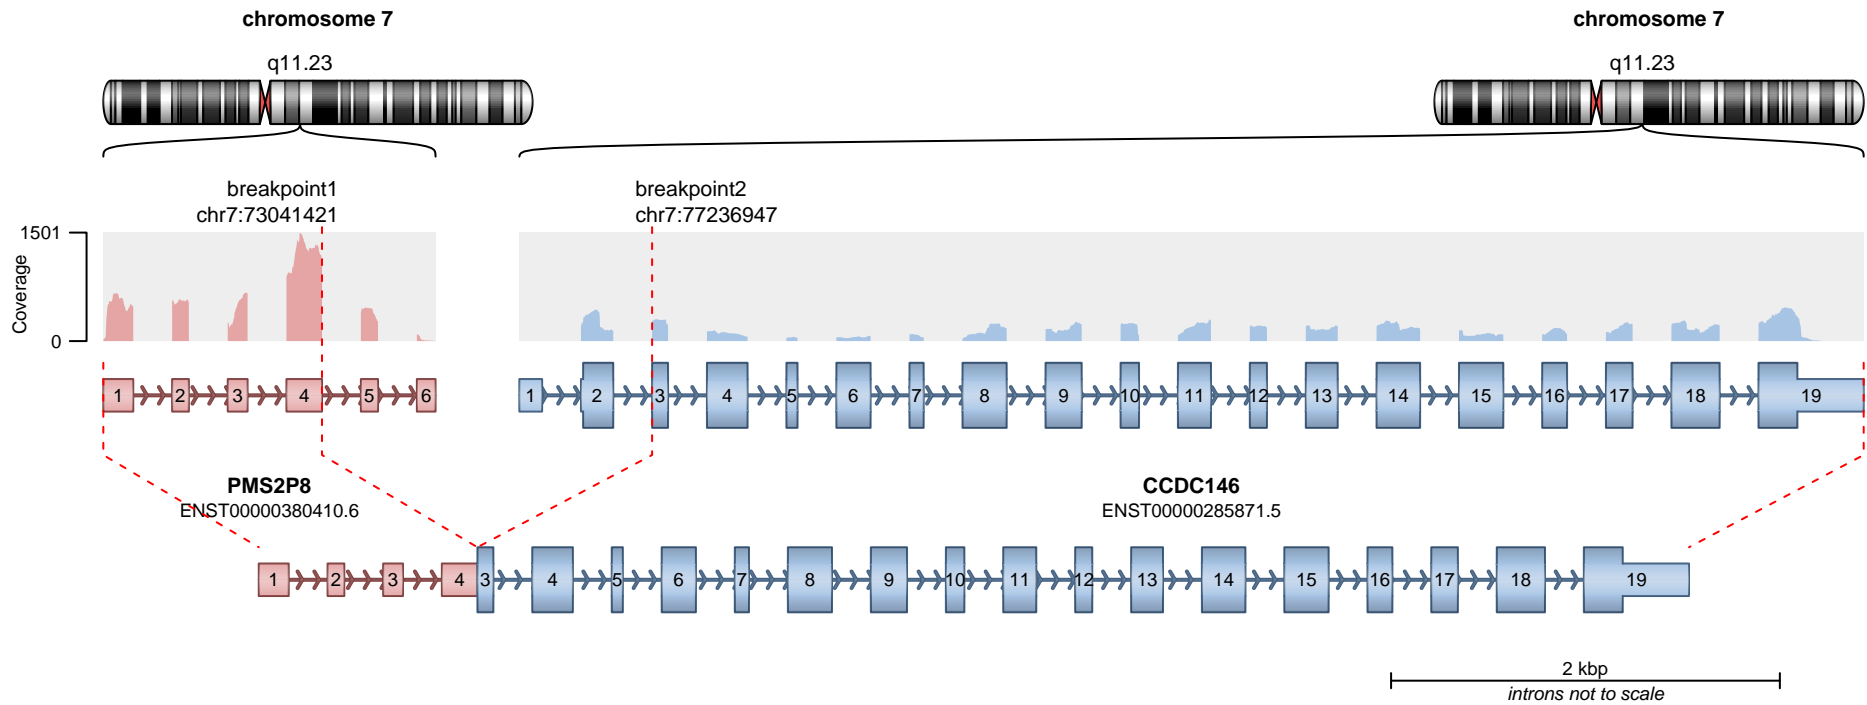 chromosome 7
chromosome 7
q11.23
q11.23
breakpoint1
chr7:73041421
breakpoint2
chr7:77236947
1501
Coverage
0
1 2 3 4 5 6
1 2 3 4 5 6 7 8 9 10 11 12 13 14 15 16 17 18 19
PMS2P8
ENST00000380410.6
CCDC146
ENST00000285871.5
1 2 3 4 3 4 5 6 7 8 9 10 11 12 13 14 15 16 17 18 19
2 kbp
introns not to scale